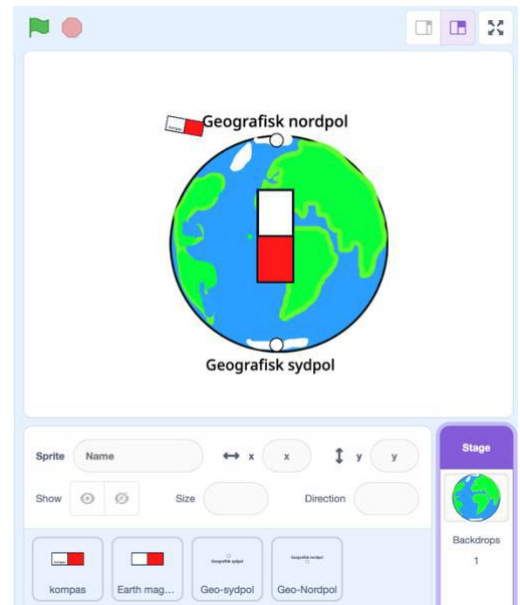 Geografisk nordpol
Geografisk sydpol
Sprite
Name
x
x
y
y
Show
Size
Direction
Stage
Backdrops
1
kompas
Earth mag...
Geo-sydpol
Geo-Nordpol